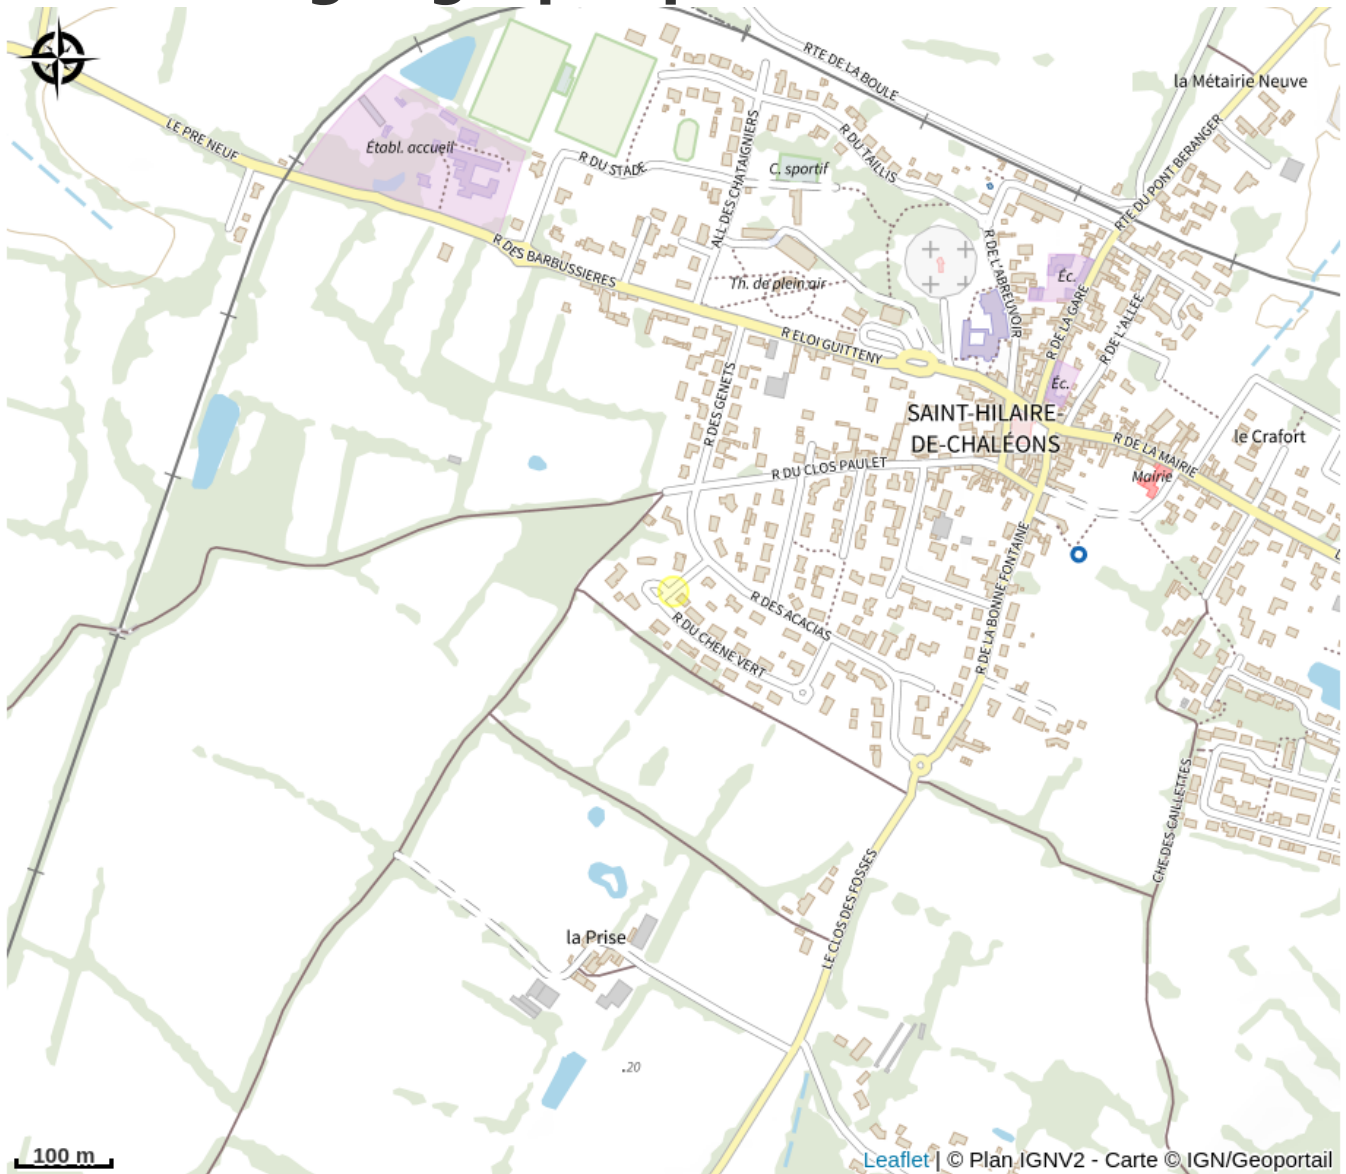 RTE DE LA BOULE
la Métairie Neuve
LE PRE NEUF
Établ. accueil
R DU STADE
ALL DES CHATAIGNIERS
C. sportif
R DU TAILLIS
RTE DU PONT BERANGER
R DES BARBUSSIERES
Th. de plein air
R DE L'ABREUVOIR
Éc.
R DE LA GARE
R DE L'ALLEE
R ELOI GUITTENY
Éc.
R DES GENETS
SAINT-HILAIRE-
DE-CHALÉONS
R DE LA MAIRIE
le Crafort
R DU CLOS PAULET
Mairie
R DE LA BONNE FONTAINE
R DES ACACIAS
R DU CHENE VERT
CHE DES CAILLETTES
LE CLOS DES FOSSES
la Prise
.20
100 m
Leaflet | © Plan IGNV2 - Carte © IGN/Geoportail